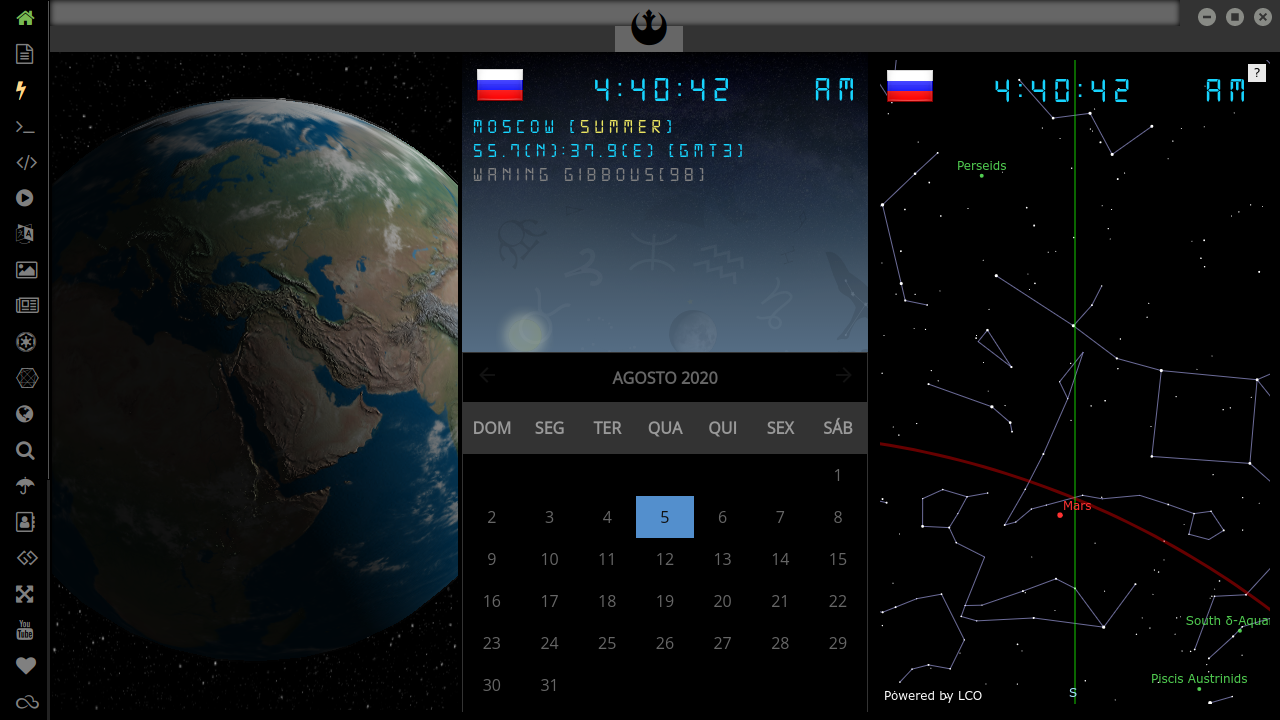 4:40:42 AM
MOSCOW (SUMMER)
55.7(N):37.9(E) (GMT3)
WANING GIBBOUS(98)
AGOSTO 2020
DOM SEG TER QUA QUI SEX SÁB
1
2 3 4 5 6 7 8
9 10 11 12 13 14 15
16 17 18 19 20 21 22
23 24 25 26 27 28 29
30 31
4:40:42 AM
?
Perseids
Mars
South δ-Aqua
Piscis Austrinids
S
Powered by LCO
You
Tube